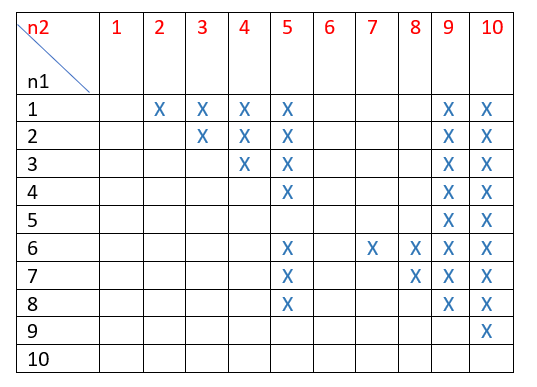 n2 1 2 3 4 5 6 7 8 9 10
n1
1 X X X X X X
2 X X X X X
3 X X X X
4 X X X
5 X X
6 X X X X X
7 X X X X
8 X X X
9 X
10